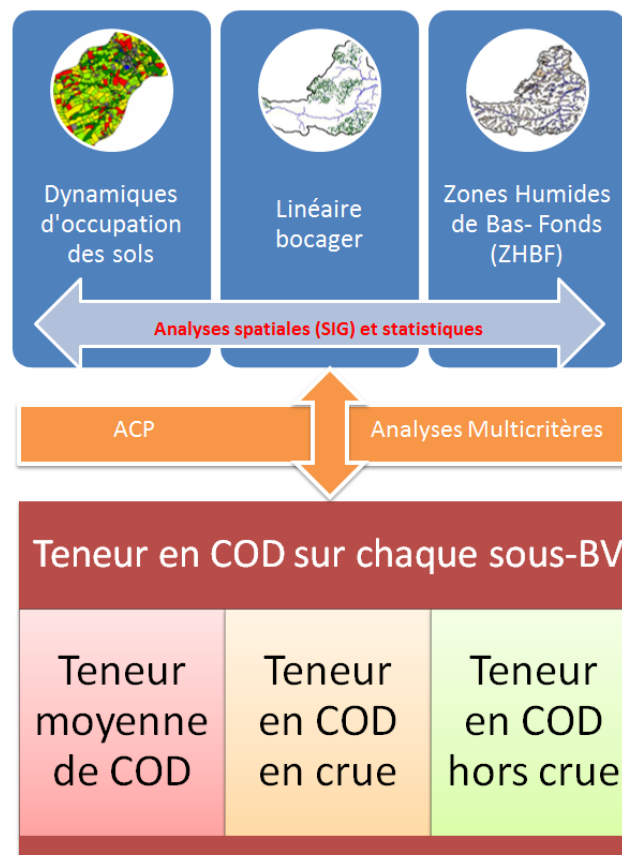 Dynamiques
d'occupation
des sols
Linéaire
bocager
Zones Humides
de Bas- Fonds
(ZHBF)
Analyses spatiales (SIG) et statistiques
ACP
Analyses Multicritères
Teneur en COD sur chaque sous-BV
Teneur
moyenne
de COD
Teneur
en COD
en crue
Teneur
en COD
hors crue